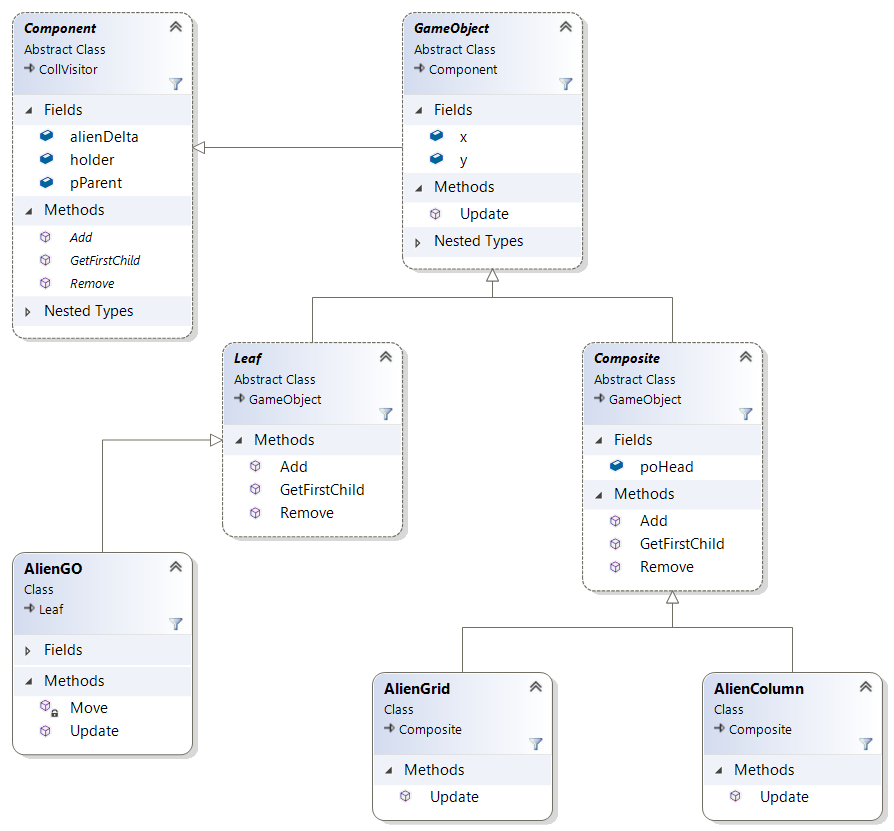 Component
Abstract Class
CollVisitor
Fields
alienDelta
holder
pParent
Methods
Add
GetFirstChild
Remove
Nested Types
GameObject
Abstract Class
Component
Fields
x
y
Methods
Update
Nested Types
Leaf
Abstract Class
GameObject
Methods
Add
GetFirstChild
Remove
Composite
Abstract Class
GameObject
Fields
poHead
Methods
Add
GetFirstChild
Remove
AlienGO
Class
Leaf
Fields
Methods
Move
Update
AlienGrid
Class
Composite
Methods
Update
AlienColumn
Class
Composite
Methods
Update